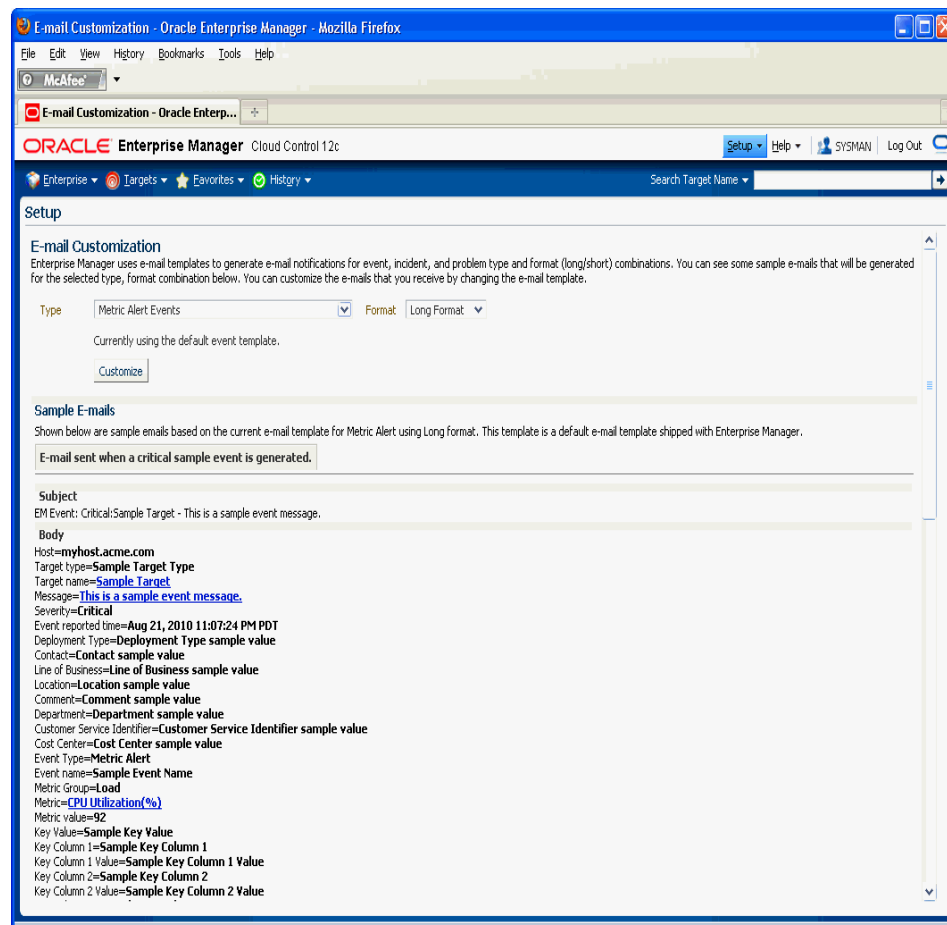 E-mail Customization - Oracle Enterprise Manager - Mozilla Firefox
File Edit View History Bookmarks Tools Help
McAfee
E-mail Customization - Oracle Enterp...
ORACLE Enterprise Manager Cloud Control 12c Setup Help SYSMAN Log Out
Enterprise Targets Favorites History Search Target Name
Setup
E-mail Customization
Enterprise Manager uses e-mail templates to generate e-mail notifications for event, incident, and problem type and format (long/short) combinations. You can see some sample e-mails that will be generated
for the selected type, format combination below. You can customize the e-mails that you receive by changing the e-mail template.
Type Metric Alert Events Format Long Format
Currently using the default event template.
Customize
Sample E-mails
Shown below are sample emails based on the current e-mail template for Metric Alert using Long format. This template is a default e-mail template shipped with Enterprise Manager.
E-mail sent when a critical sample event is generated.
Subject
EM Event: Critical:Sample Target - This is a sample event message.
Body
Host=myhost.acme.com
Target type=Sample Target Type
Target name=Sample Target
Message=This is a sample event message.
Severity=Critical
Event reported time=Aug 21, 2010 11:07:24 PM PDT
Deployment Type=Deployment Type sample value
Contact=Contact sample value
Line of Business=Line of Business sample value
Location=Location sample value
Comment=Comment sample value
Department=Department sample value
Customer Service Identifier=Customer Service Identifier sample value
Cost Center=Cost Center sample value
Event Type=Metric Alert
Event name=Sample Event Name
Metric Group=Load
Metric=CPU Utilization(%)
Metric value=92
Key Value=Sample Key Value
Key Column 1=Sample Key Column 1
Key Column 1 Value=Sample Key Column 1 Value
Key Column 2=Sample Key Column 2
Key Column 2 Value=Sample Key Column 2 Value